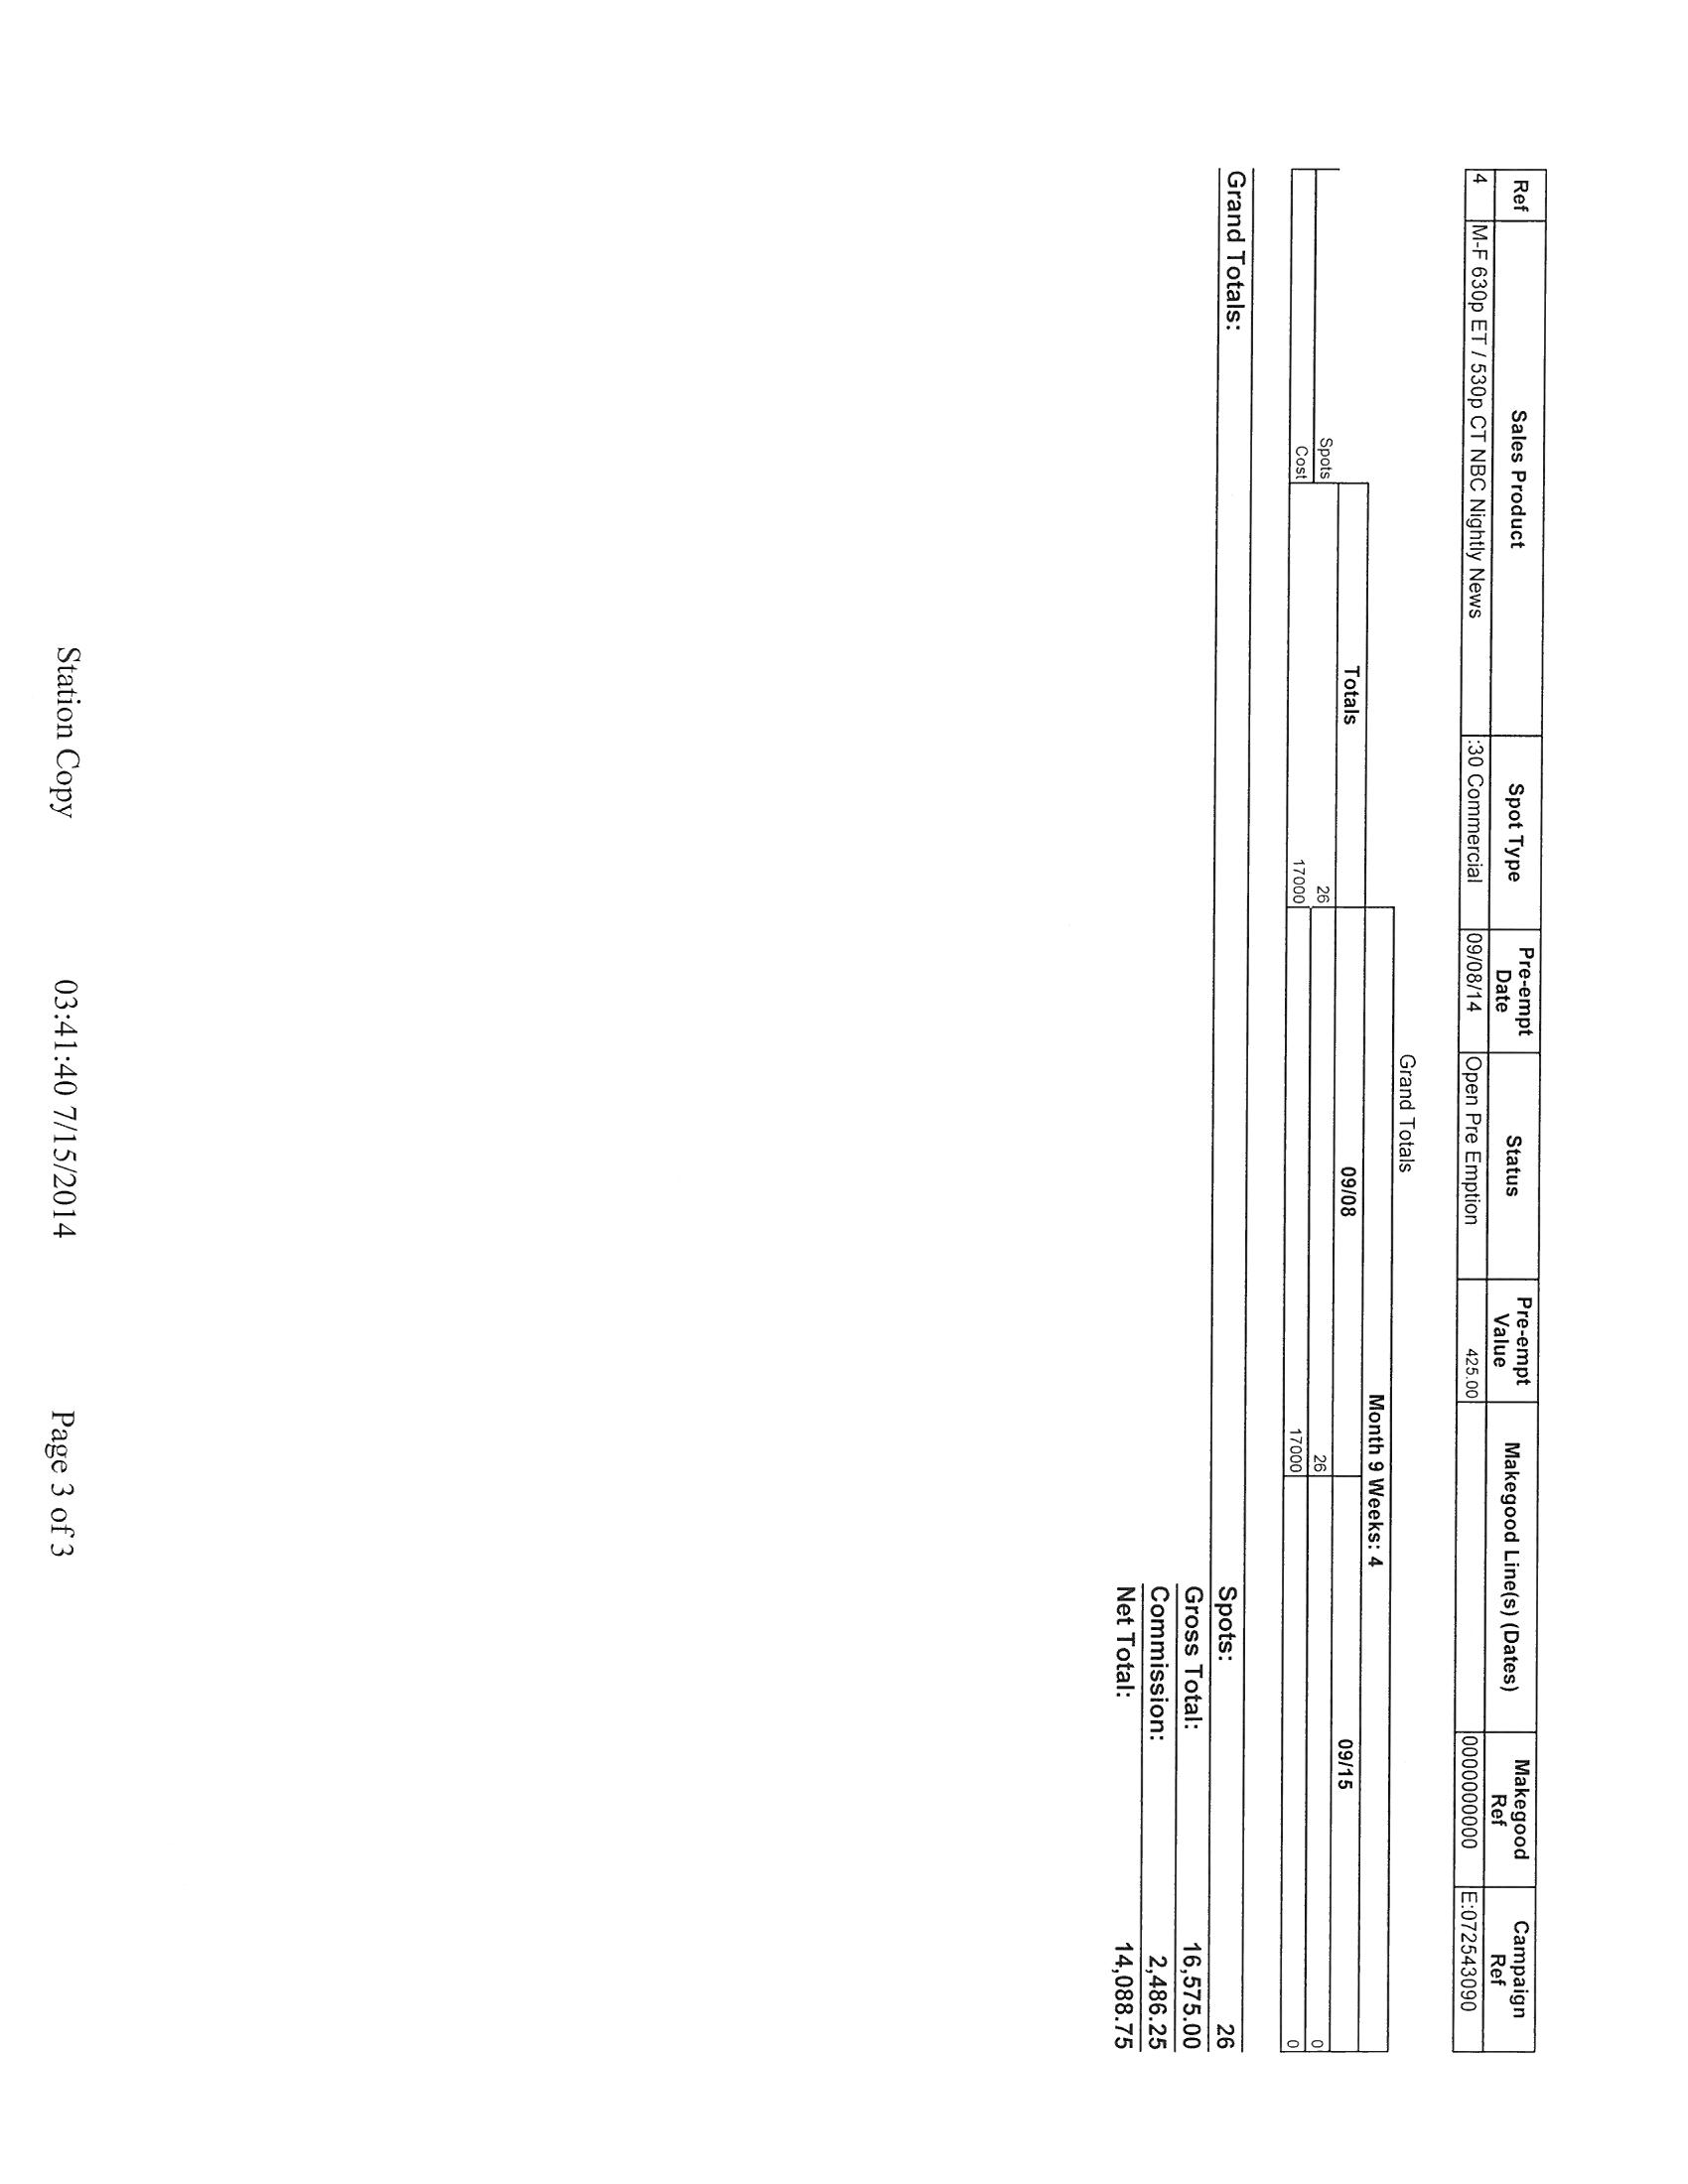 Ref Sales Product Spot Type Pre-empt Date Status Pre-empt Value Makegood Line(s) (Dates) Makegood Ref Campaign Ref
4 M-F 630p ET / 530p CT NBC Nightly News :30 Commercial 09/08/14 Open Pre Emption 425.00 0000000000 E:072543090
Grand Totals
Month 9 Weeks: 4
Totals 09/08 09/15
Spots 26 26 0
Cost 17000 17000 0
Grand Totals: Spots: 26
Gross Total: 16,575.00
Commission: 2,486.25
Net Total: 14,088.75
Station Copy 03:41:40 7/15/2014 Page 3 of 3